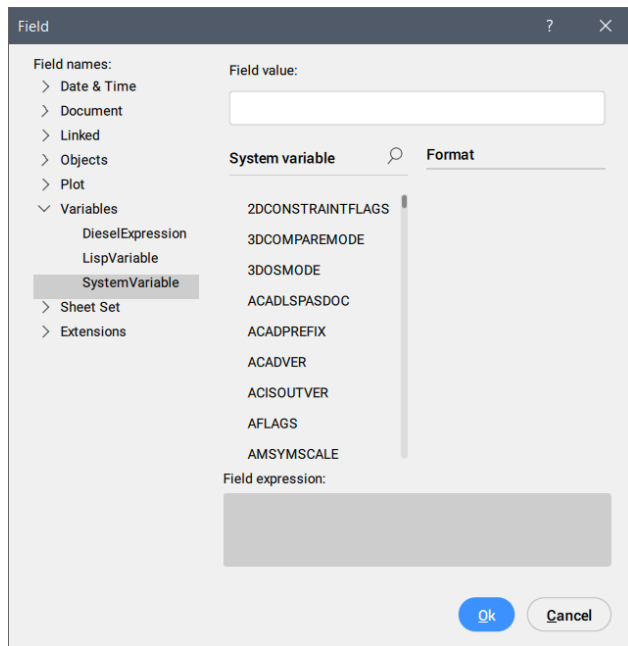 Field
?
Field names:
Date & Time
Document
Linked
Objects
Plot
Variables
DieselExpression
LispVariable
SystemVariable
Sheet Set
Extensions
Field value:
System variable
Format
2DCONSTRAINTFLAGS
3DCOMPAREMODE
3DOSMODE
ACADLSPASDOC
ACADPREFIX
ACADVER
ACISOUTVER
AFLAGS
AMSYMSCALE
Field expression:
Ok
Cancel